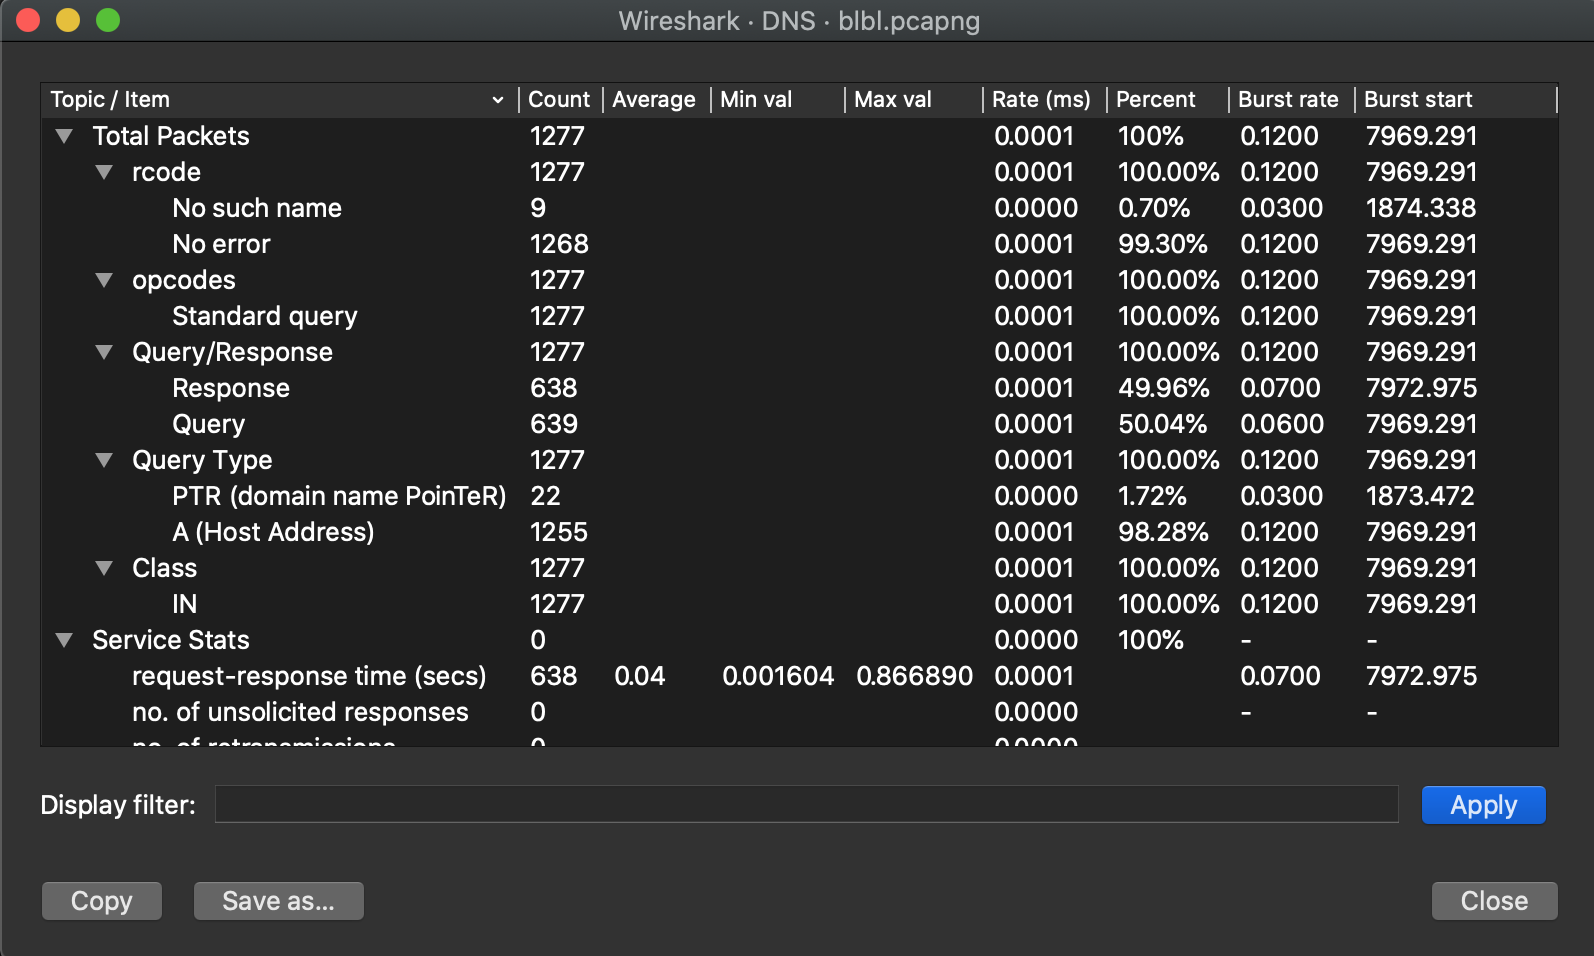 Wireshark · DNS · blbl.pcapng
Topic / Item Count Average Min val Max val Rate (ms) Percent Burst rate Burst start
Total Packets 1277 0.0001 100% 0.1200 7969.291
rcode 1277 0.0001 100.00% 0.1200 7969.291
No such name 9 0.0000 0.70% 0.0300 1874.338
No error 1268 0.0001 99.30% 0.1200 7969.291
opcodes 1277 0.0001 100.00% 0.1200 7969.291
Standard query 1277 0.0001 100.00% 0.1200 7969.291
Query/Response 1277 0.0001 100.00% 0.1200 7969.291
Response 638 0.0001 49.96% 0.0700 7972.975
Query 639 0.0001 50.04% 0.0600 7969.291
Query Type 1277 0.0001 100.00% 0.1200 7969.291
PTR (domain name PoinTeR) 22 0.0000 1.72% 0.0300 1873.472
A (Host Address) 1255 0.0001 98.28% 0.1200 7969.291
Class 1277 0.0001 100.00% 0.1200 7969.291
IN 1277 0.0001 100.00% 0.1200 7969.291
Service Stats 0 0.0000 100% - -
request-response time (secs) 638 0.04 0.001604 0.866890 0.0001 0.0700 7972.975
no. of unsolicited responses 0 0.0000 - -
no. of retransmissions 0 0.0000
Display filter: Apply
Copy Save as... Close